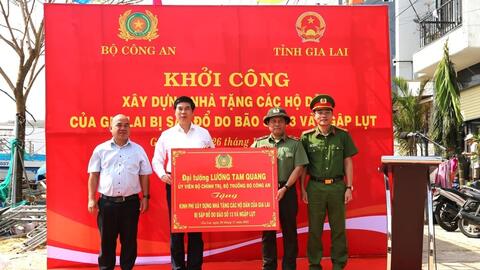 BỘ CÔNG AN
TỈNH GIA LAI
KHỞI CÔNG
XÂY DỰNG NHÀ TẶNG CÁC HỘ DÂ
CỦA GIA LAI BỊ SẬP ĐỔ DO BÃO 3 VÀ NGẬP LỤT
26 tháng
Đại tướng LƯƠNG TAM QUANG
ỦY VIÊN BỘ CHÍNH TRỊ, BỘ TRƯỞNG BỘ CÔNG AN
Tặng
KINH PHÍ XÂY DỰNG NHÀ TẶNG CÁC HỘ DÂN CỦA GIA LAI
BỊ SẬP ĐỔ DO BÃO SỐ 13 VÀ NGẬP LỤT